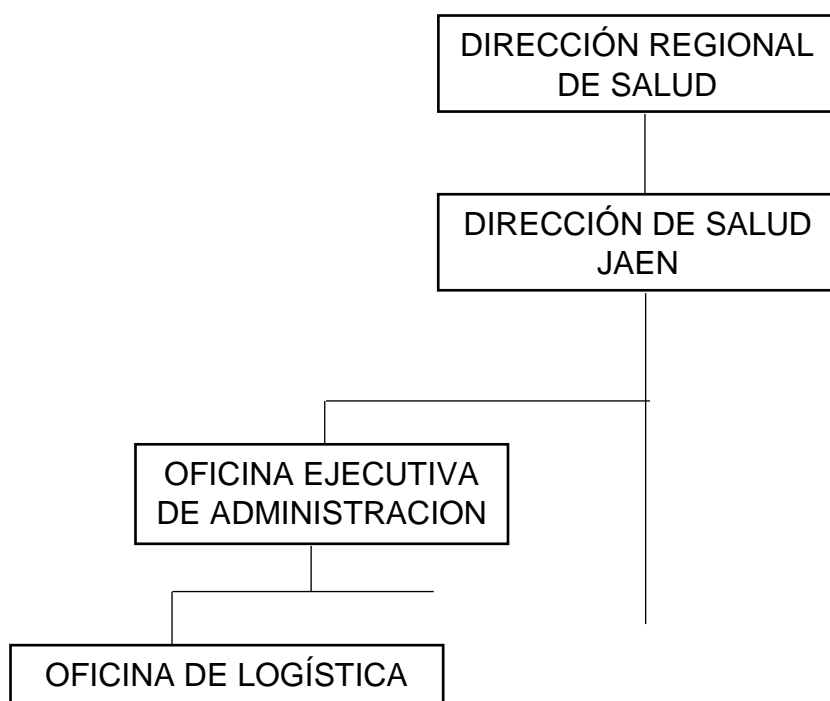 DIRECCIÓN REGIONAL
DE SALUD
DIRECCIÓN DE SALUD
JAEN
OFICINA EJECUTIVA
DE ADMINISTRACION
OFICINA DE LOGÍSTICA